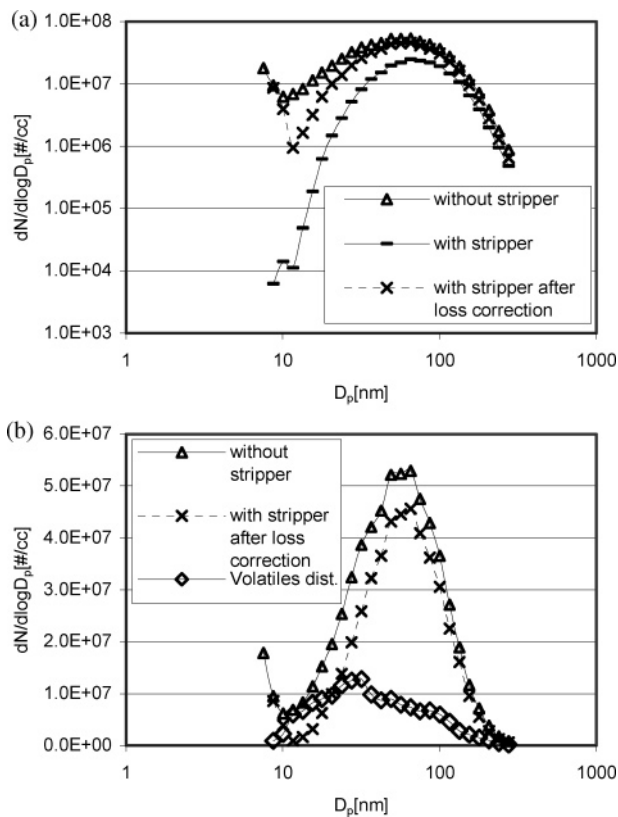 (a)
1.0E+08
1.0E+07
1.0E+06
1.0E+05
1.0E+04
1.0E+03
dN/dlogDp[#/cc]
without stripper
with stripper
with stripper after
loss correction
1
10
100
1000
Dp[nm]
(b)
6.0E+07
5.0E+07
4.0E+07
3.0E+07
2.0E+07
1.0E+07
0.0E+00
dN/dlogDp[#/cc]
without
stripper
with stripper
after loss
correction
Volatiles dist.
1
10
100
1000
Dp[nm]